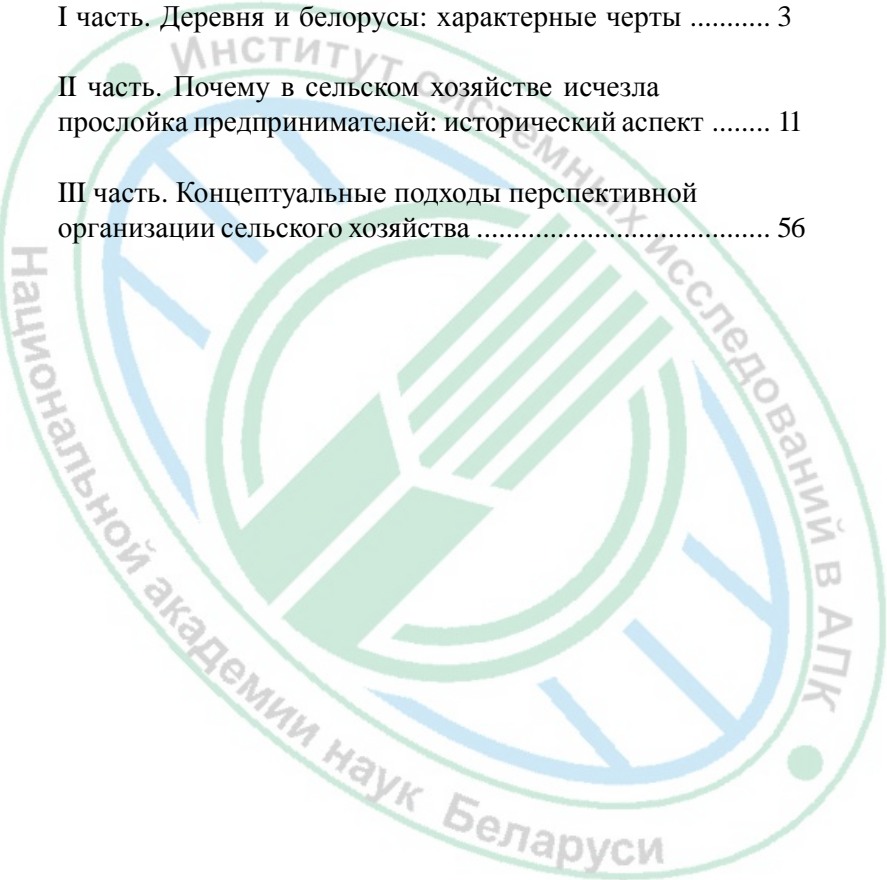 I часть. Деревня и белорусы: характерные черты ........... 3
II часть. Почему в сельском хозяйстве исчезла
прослойка предпринимателей: исторический аспект ........ 11
III часть. Концептуальные подходы перспективной
организации сельского хозяйства ..................................... 56
Институт системных исследований в АПК
Национальной академии наук Беларуси